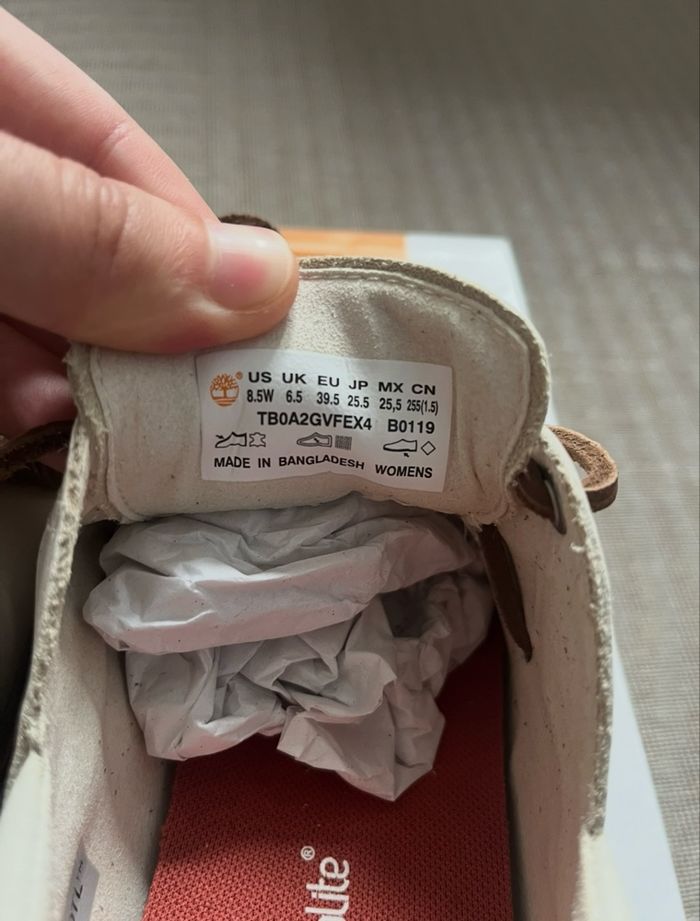 US UK EU JP MX CN
8.5W 6.5 39.5 25.5 25,5 255(1.5)
TB0A2GVFEX4 B0119
MADE IN BANGLADESH WOMENS